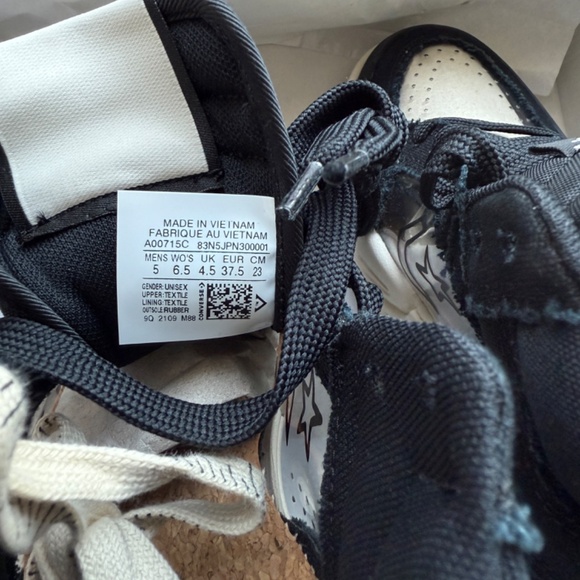 MADE IN VIETNAM
FABRIQUE AU VIETNAM
A00715C 83N5JPN300001
MENS WO'S UK EUR CM
5 6.5 4.5 37.5 23
GENDER: UNISEX
UPPER: TEXTILE
LINING: TEXTILE
OUTSOLE: RUBBER
9Q 2109 M88
CONVERSE